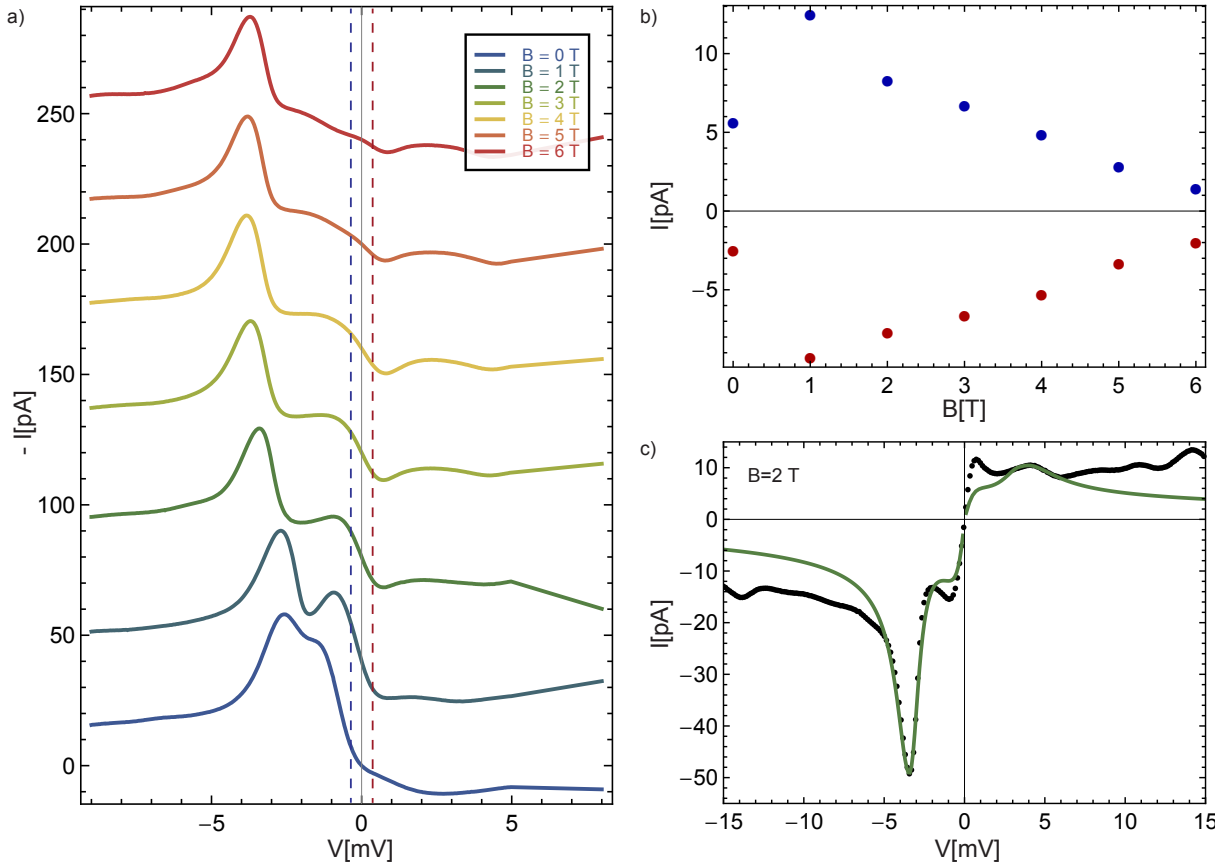 a)
- I[pA]
250
200
150
100
50
0
−5
0
5
V[mV]
B = 0 T
B = 1 T
B = 2 T
B = 3 T
B = 4 T
B = 5 T
B = 6 T
b)
I[pA]
10
5
0
−5
0
1
2
3
4
5
6
B[T]
c)
B=2 T
I[pA]
10
0
−10
−20
−30
−40
−50
−15
−10
−5
0
5
10
15
V[mV]